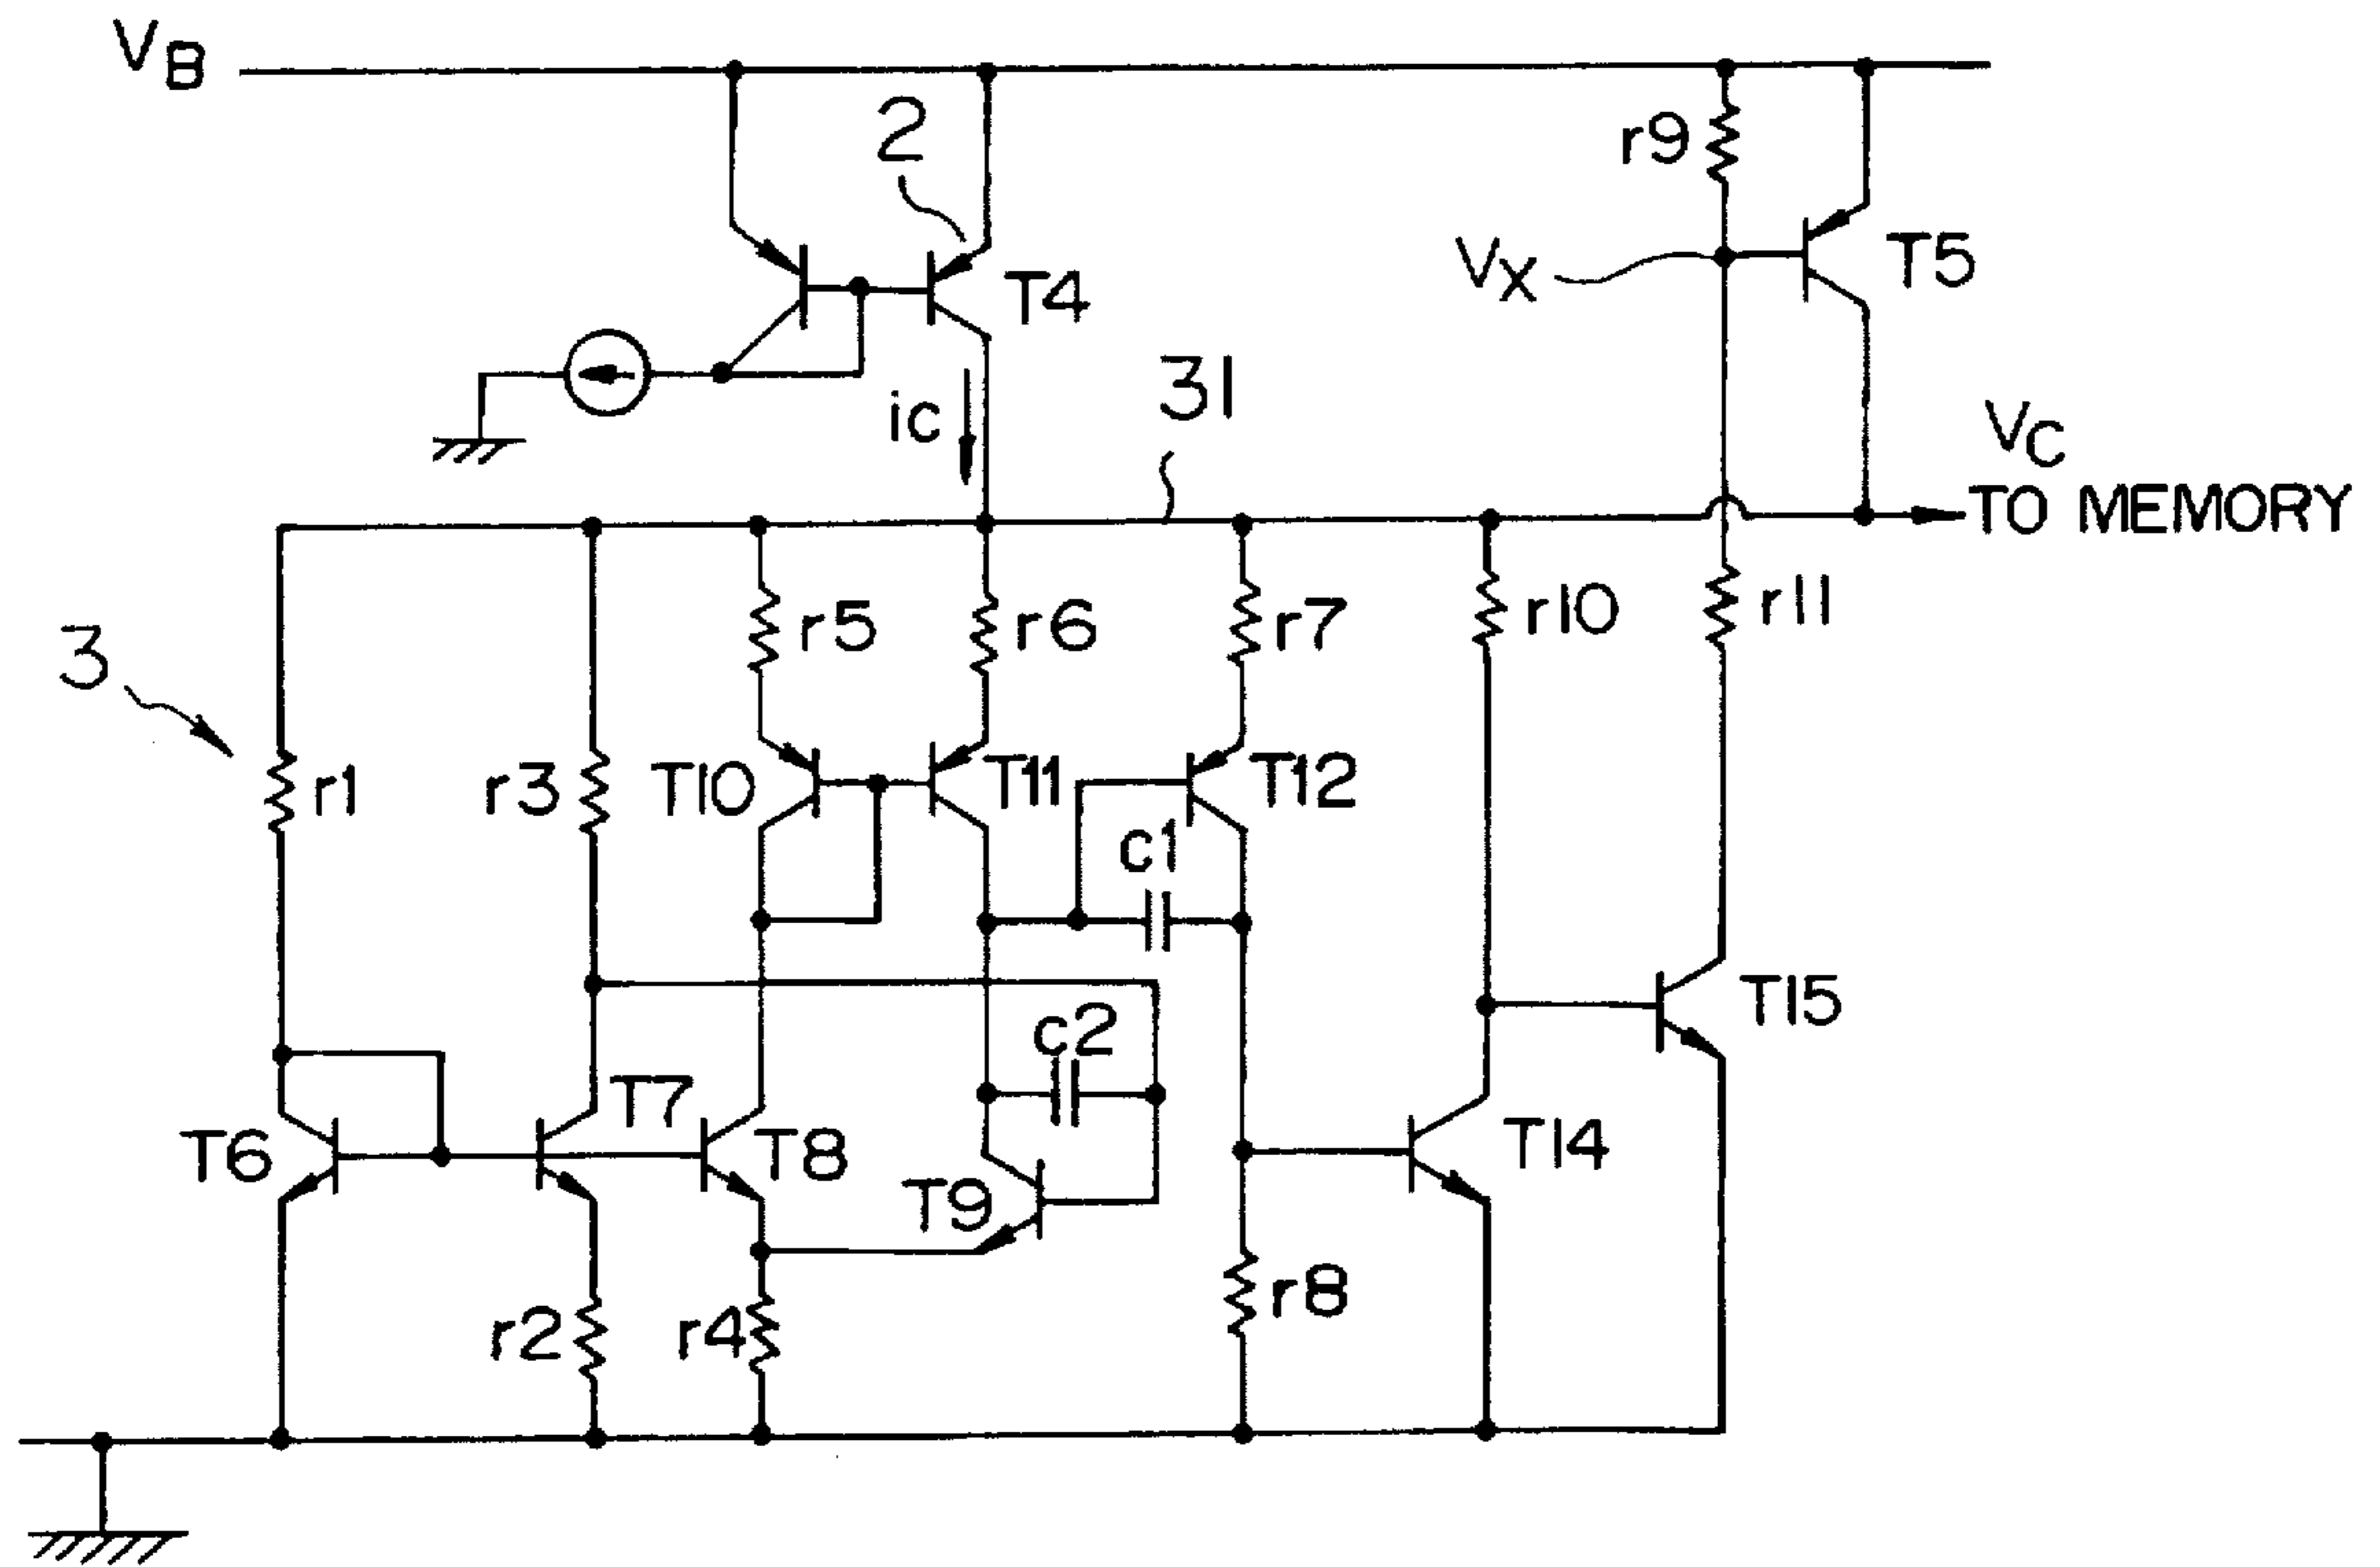 VB
2
r9
T4
VX
T5
ic
31
VC
TO MEMORY
3
r5
r6
r7
r10
r11
r1
r3
T10
T11
T12
c1
T15
c2
T6
T7
T8
T9
T14
r2
r4
r8